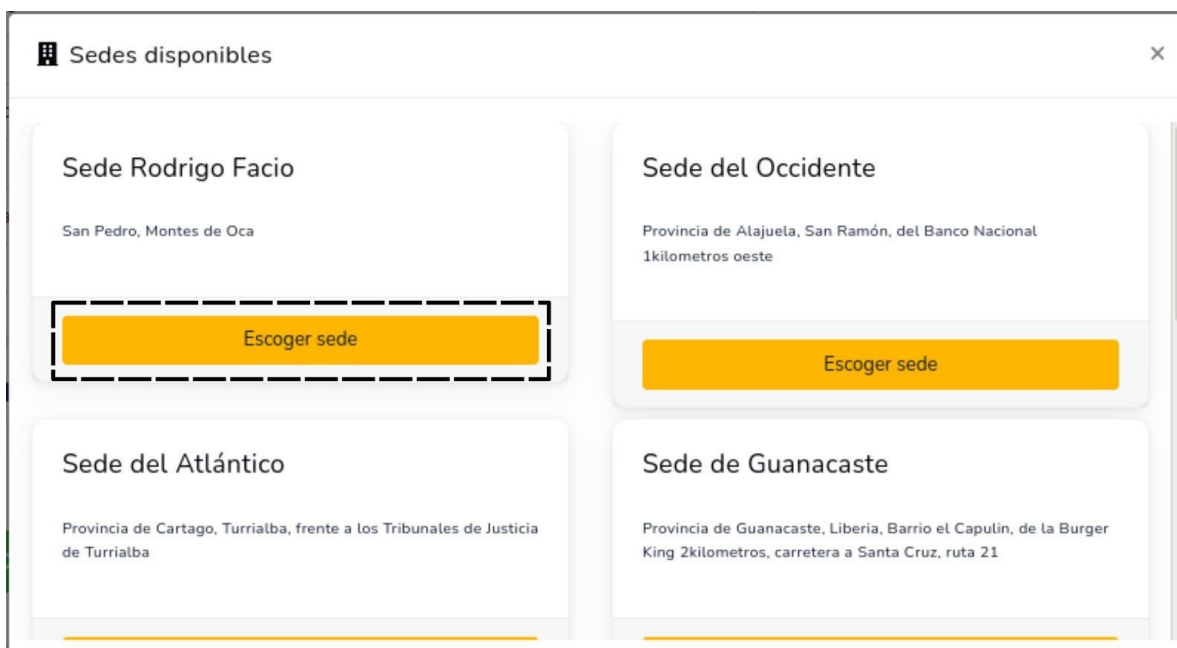 Sedes disponibles
×
Sede Rodrigo Facio
San Pedro, Montes de Oca
Escoger sede
Sede del Occidente
Provincia de Alajuela, San Ramón, del Banco Nacional
1kilometros oeste
Escoger sede
Sede del Atlántico
Provincia de Cartago, Turrialba, frente a los Tribunales de Justicia
de Turrialba
Sede de Guanacaste
Provincia de Guanacaste, Liberia, Barrio el Capulin, de la Burger
King 2kilometros, carretera a Santa Cruz, ruta 21